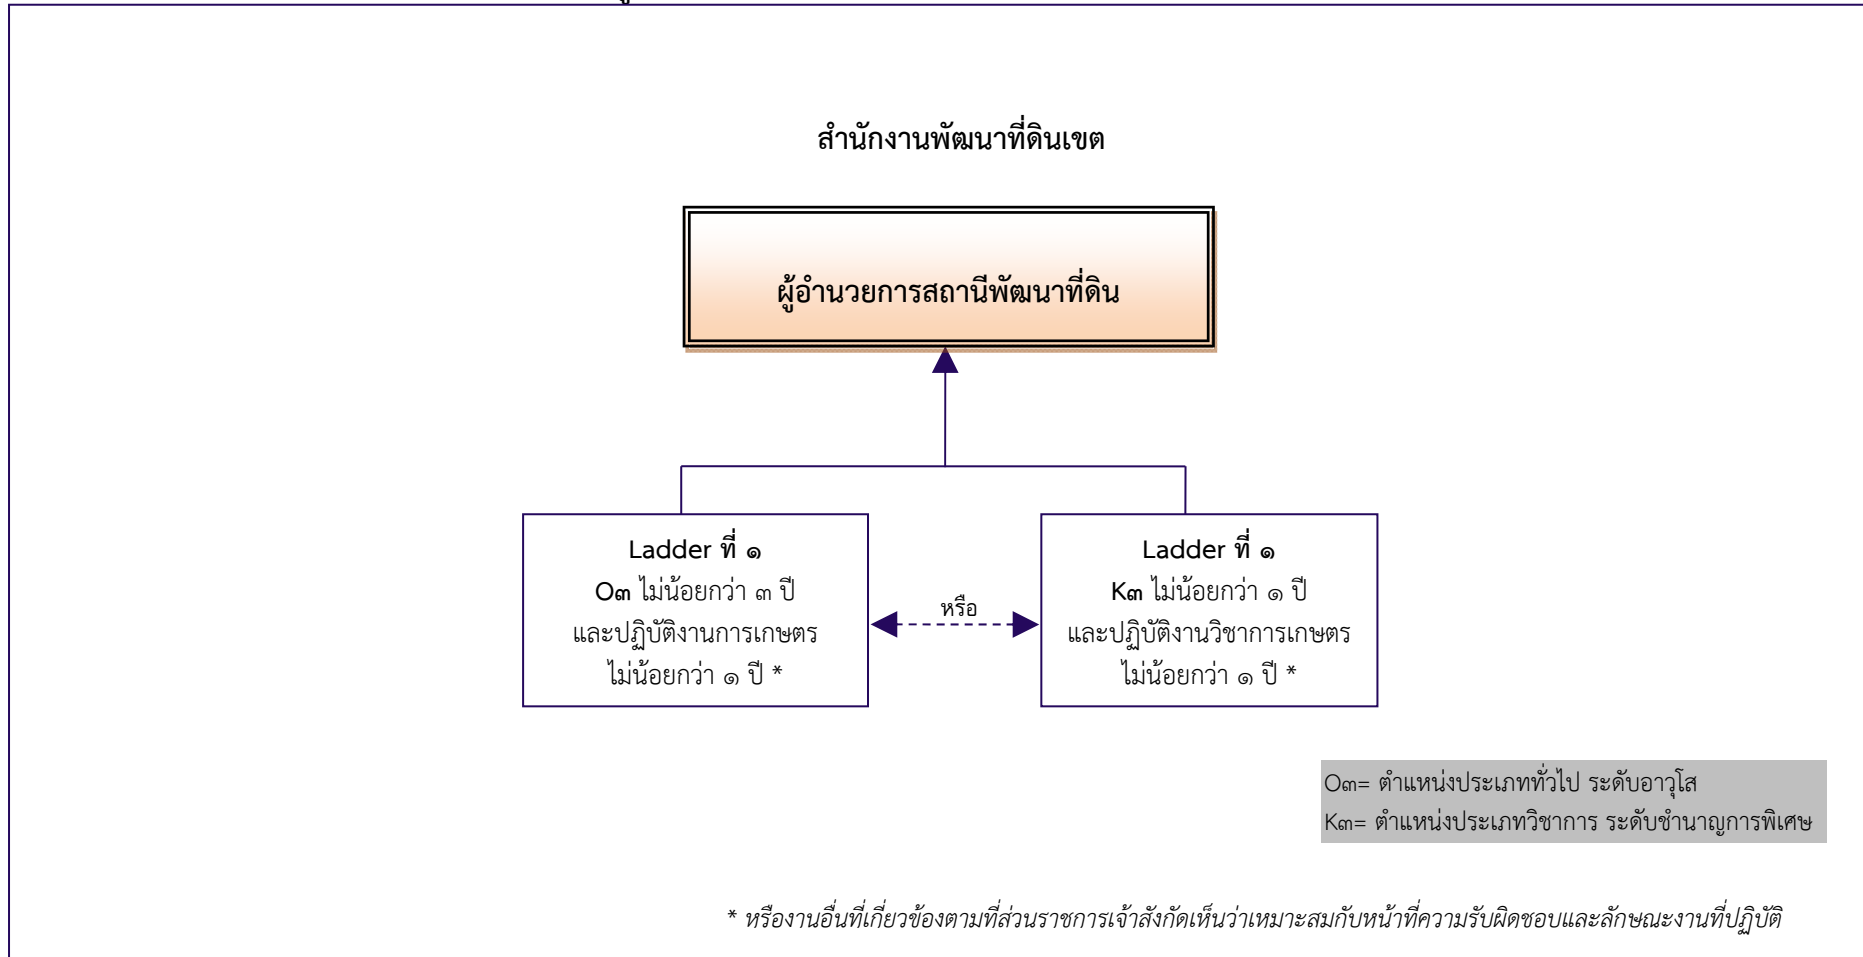 สำนักงานพัฒนาที่ดินเขต
ผู้อำนวยการสถานีพัฒนาที่ดิน
Ladder ที่ ๑
O๓ ไม่น้อยกว่า ๓ ปี
และปฏิบัติงานการเกษตร
ไม่น้อยกว่า ๑ ปี *
หรือ
Ladder ที่ ๑
K๓ ไม่น้อยกว่า ๑ ปี
และปฏิบัติงานวิชาการเกษตร
ไม่น้อยกว่า ๑ ปี *
O๓= ตำแหน่งประเภททั่วไป ระดับอาวุโส
K๓= ตำแหน่งประเภทวิชาการ ระดับชำนาญการพิเศษ
* หรืองานอื่นที่เกี่ยวข้องตามที่ส่วนราชการเจ้าสังกัดเห็นว่าเหมาะสมกับหน้าที่ความรับผิดชอบและลักษณะงานที่ปฏิบัติ